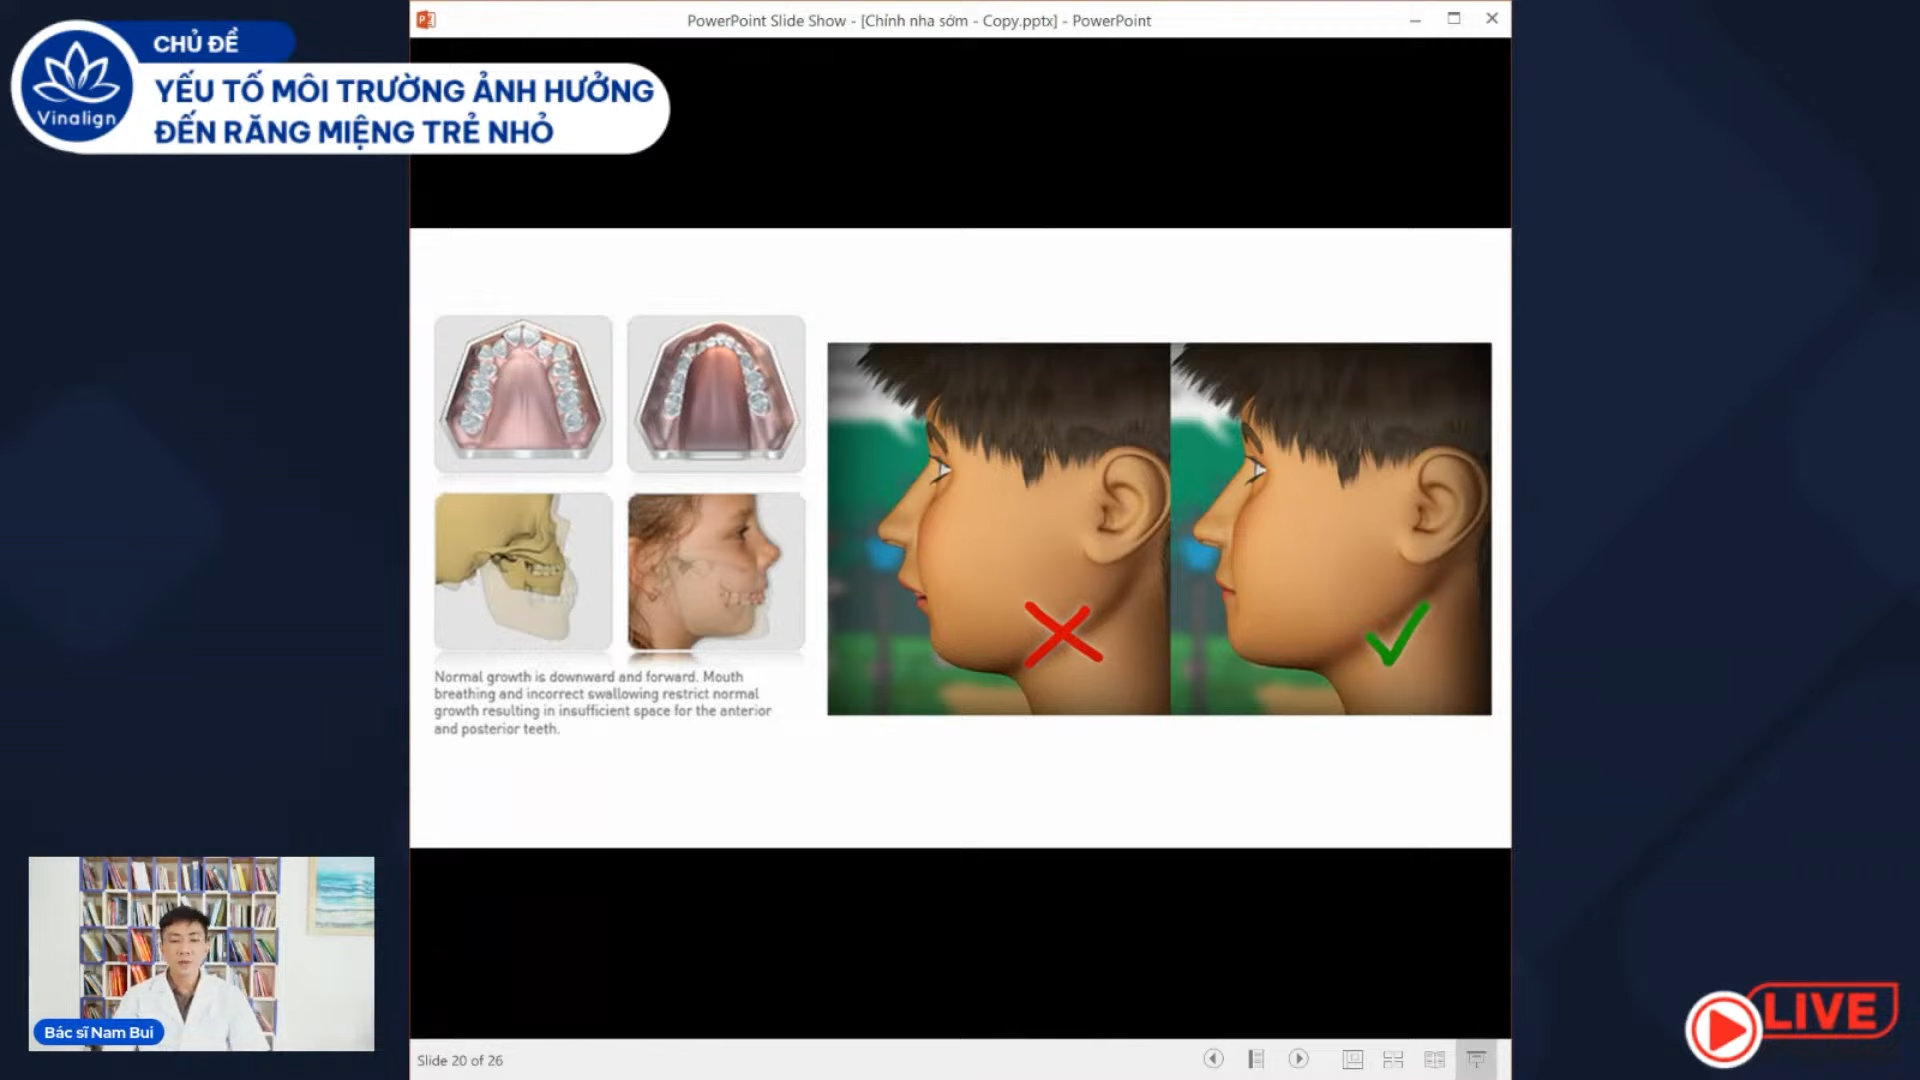 PowerPoint Slide Show - [Chỉnh nha sớm - Copy.pptx] - PowerPoint
CHỦ ĐỀ
YẾU TỐ MÔI TRƯỜNG ẢNH HƯỞNG
ĐẾN RĂNG MIỆNG TRẺ NHỎ
Vinalign
Normal growth is downward and forward. Mouth
breathing and incorrect swallowing restrict normal
growth resulting in insufficient space for the anterior
and posterior teeth.
Bác sĩ Nam Bui
LIVE
Slide 20 of 26